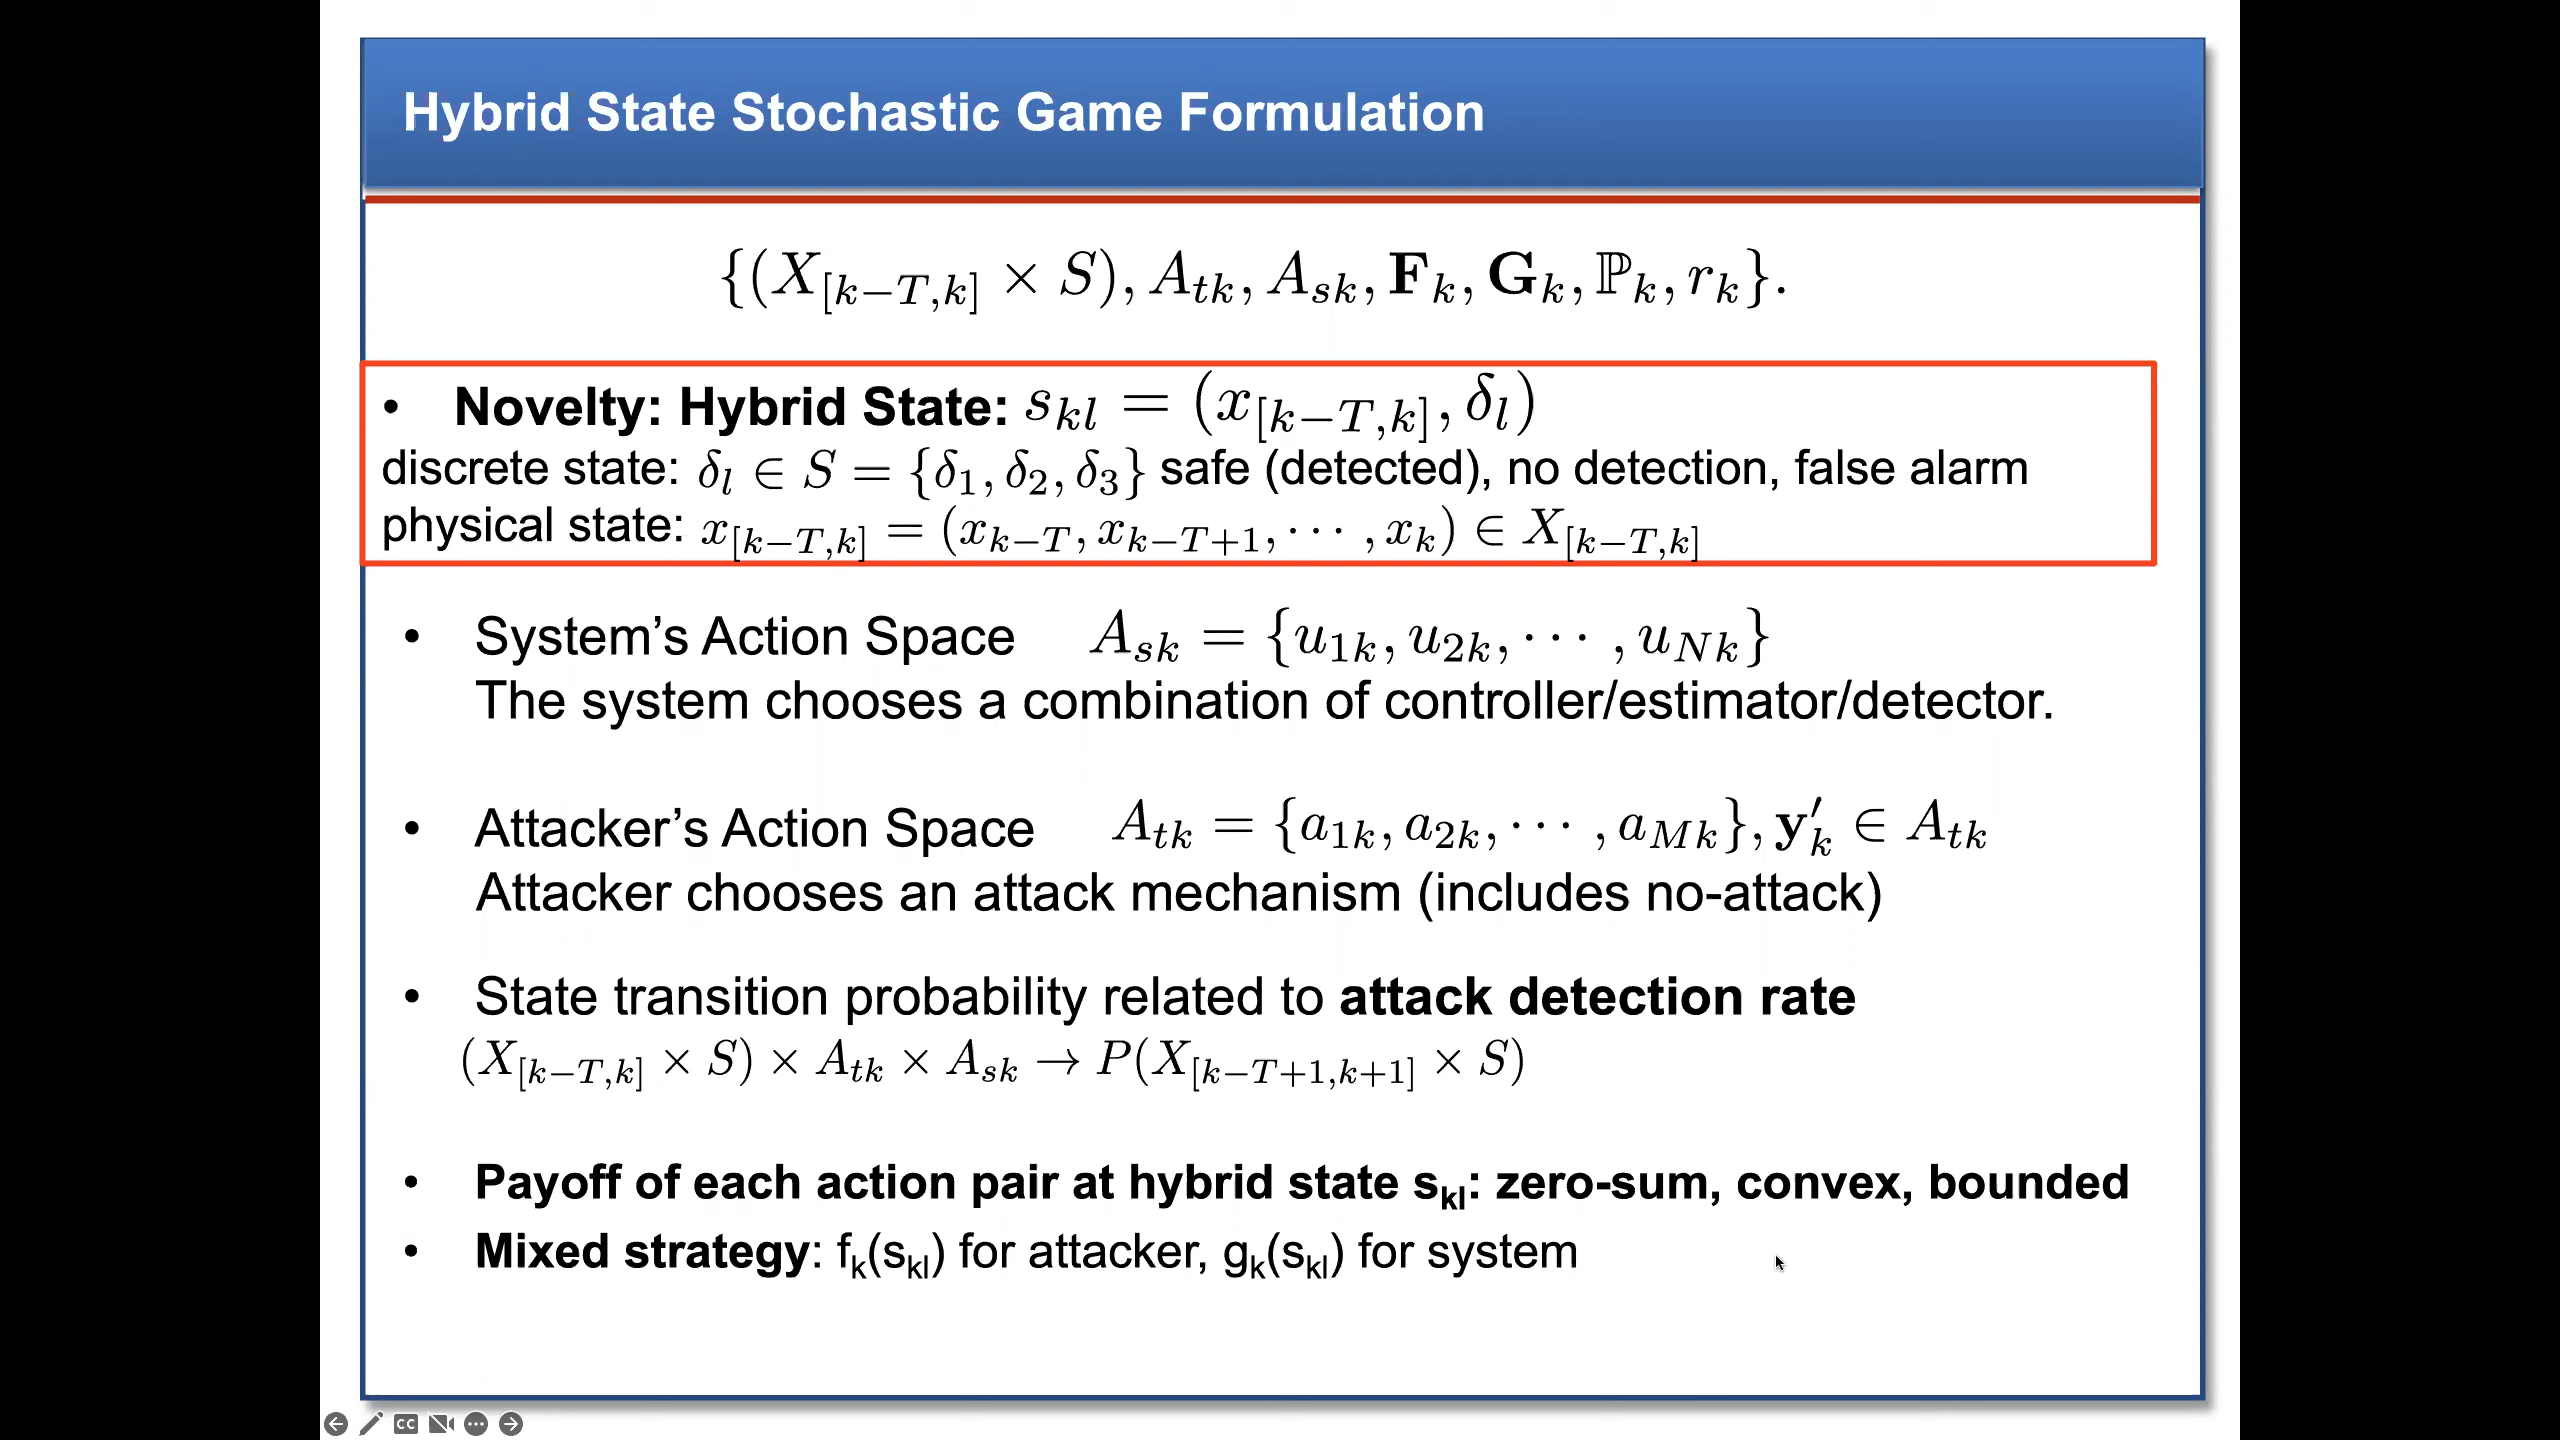 Hybrid State Stochastic Game Formulation
{(X_{[k−T,k]} × S), A_{tk}, A_{sk}, F_k, G_k, ℙ_k, r_k}.
• Novelty: Hybrid State: s_{kl} = (x_{[k−T,k]}, δ_l)
discrete state: δ_l ∈ S = {δ_1, δ_2, δ_3} safe (detected), no detection, false alarm
physical state: x_{[k−T,k]} = (x_{k−T}, x_{k−T+1}, ⋯ , x_k) ∈ X_{[k−T,k]}
• System’s Action Space A_{sk} = {u_{1k}, u_{2k}, ⋯ , u_{Nk}}
The system chooses a combination of controller/estimator/detector.
• Attacker’s Action Space A_{tk} = {a_{1k}, a_{2k}, ⋯ , a_{Mk}}, y′_k ∈ A_{tk}
Attacker chooses an attack mechanism (includes no-attack)
• State transition probability related to attack detection rate
(X_{[k−T,k]} × S) × A_{tk} × A_{sk} → P(X_{[k−T+1,k+1]} × S)
• Payoff of each action pair at hybrid state s_{kl}: zero-sum, convex, bounded
• Mixed strategy: f_k(s_{kl}) for attacker, g_k(s_{kl}) for system
CC